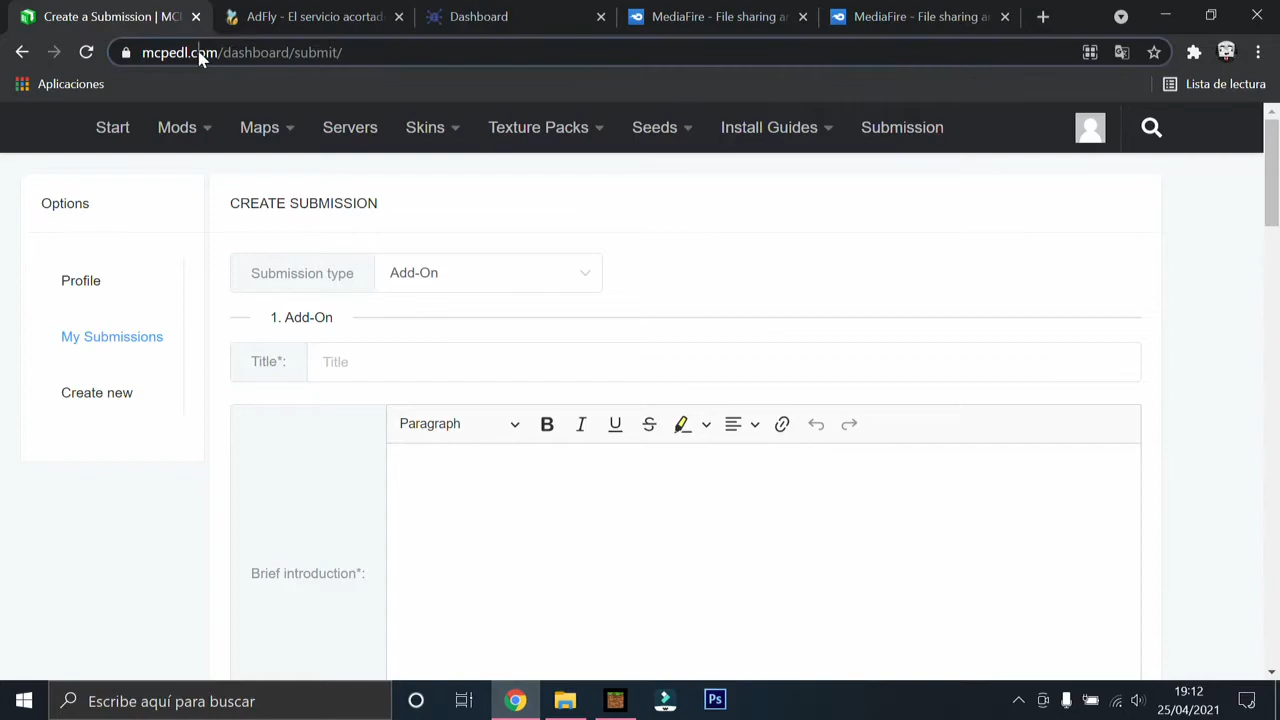 Create a Submission | MCI
AdFly - El servicio acortad
Dashboard
MediaFire - File sharing ar
MediaFire - File sharing ar
mcpedl.com/dashboard/submit/
Aplicaciones
Lista de lectura
Start Mods Maps Servers Skins Texture Packs Seeds Install Guides Submission
Options
Profile
My Submissions
Create new
CREATE SUBMISSION
Submission type Add-On
1. Add-On
Title*: Title
Paragraph B I U S
Brief introduction*:
Escribe aquí para buscar
Ps
19:12
25/04/2021